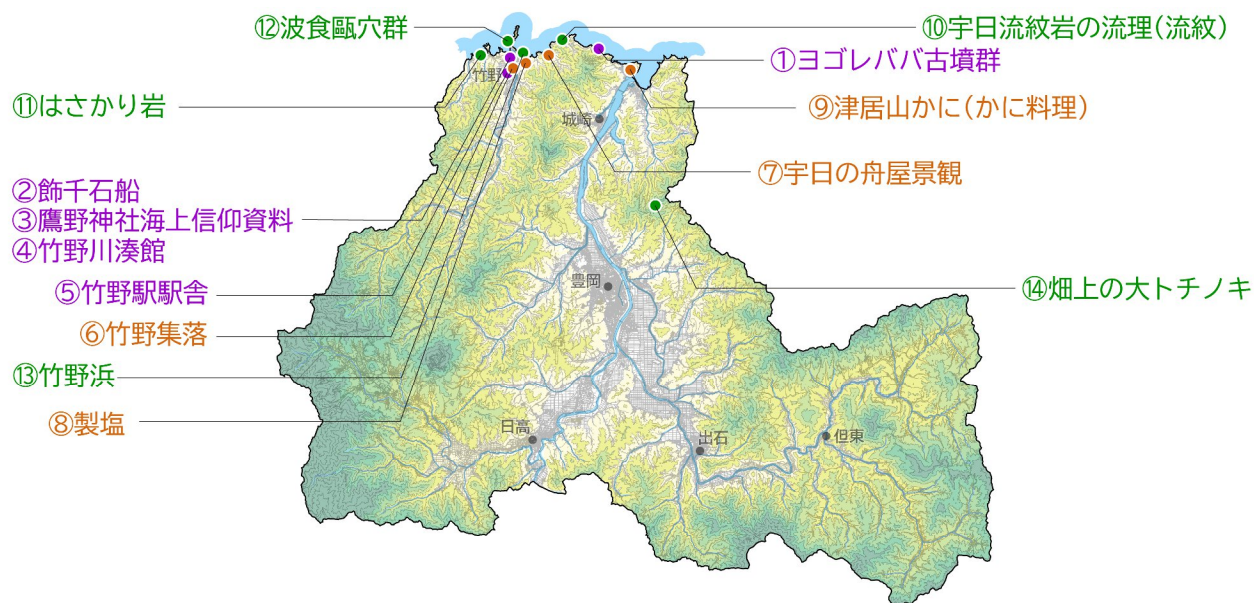 ⑫波食甌穴群
⑩宇日流紋岩の流理(流紋)
①ヨゴレババ古墳群
竹野
⑪はさかり岩
⑨津居山かに(かに料理)
城崎
⑦宇日の舟屋景観
②飾千石船
③鷹野神社海上信仰資料
④竹野川湊館
⑤竹野駅駅舎
豊岡
⑭畑上の大トチノキ
⑥竹野集落
⑬竹野浜
⑧製塩
日高
出石
但東